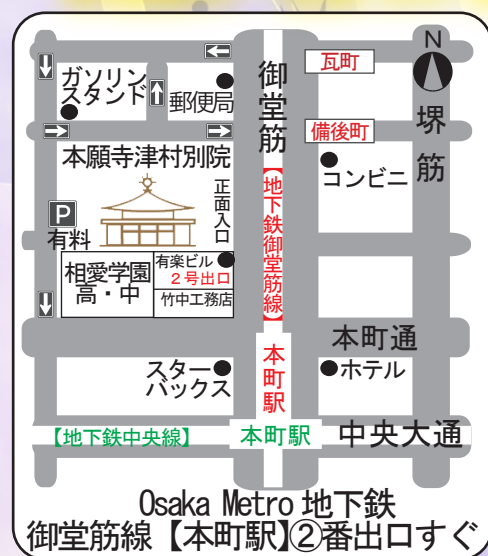 N
瓦町
ガソリン
スタンド
郵便局
御堂筋
堺筋
備後町
本願寺津村別院
コンビニ
正面入口
【地下鉄御堂筋線】
P
有料
相愛学園
高・中
有楽ビル
2号出口
竹中工務店
本町通
スター
バックス
本町駅
ホテル
【地下鉄中央線】
本町駅
中央大通
Osaka Metro 地下鉄
御堂筋線【本町駅】②番出口すぐ